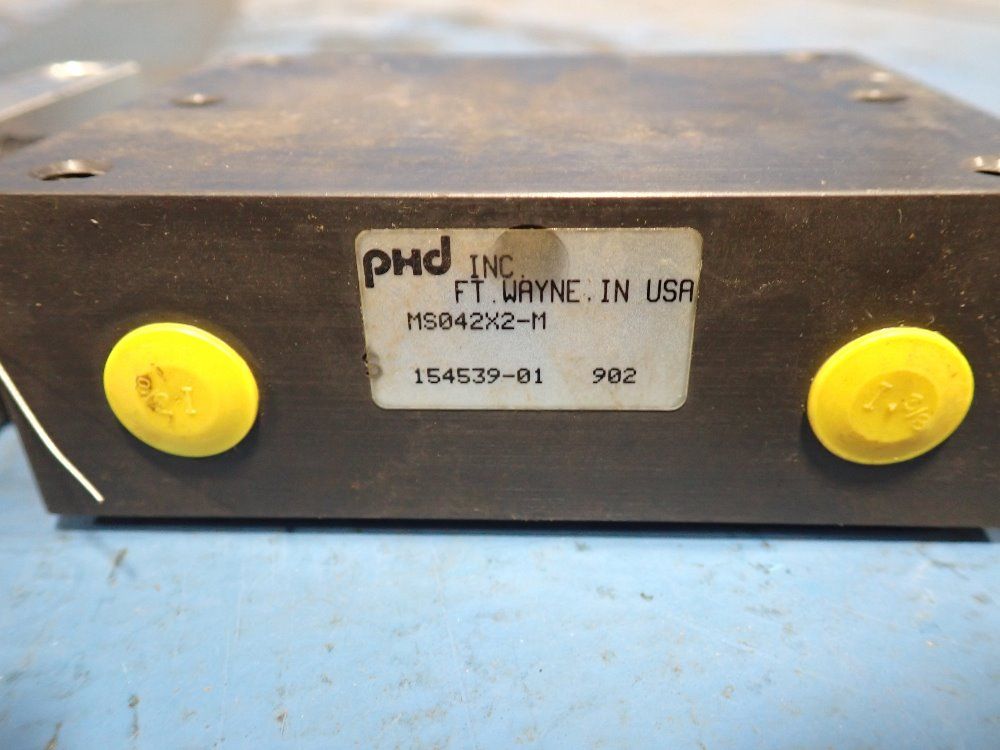 PHD INC.
FT. WAYNE, IN USA
MS042X2-M
154539-01 902